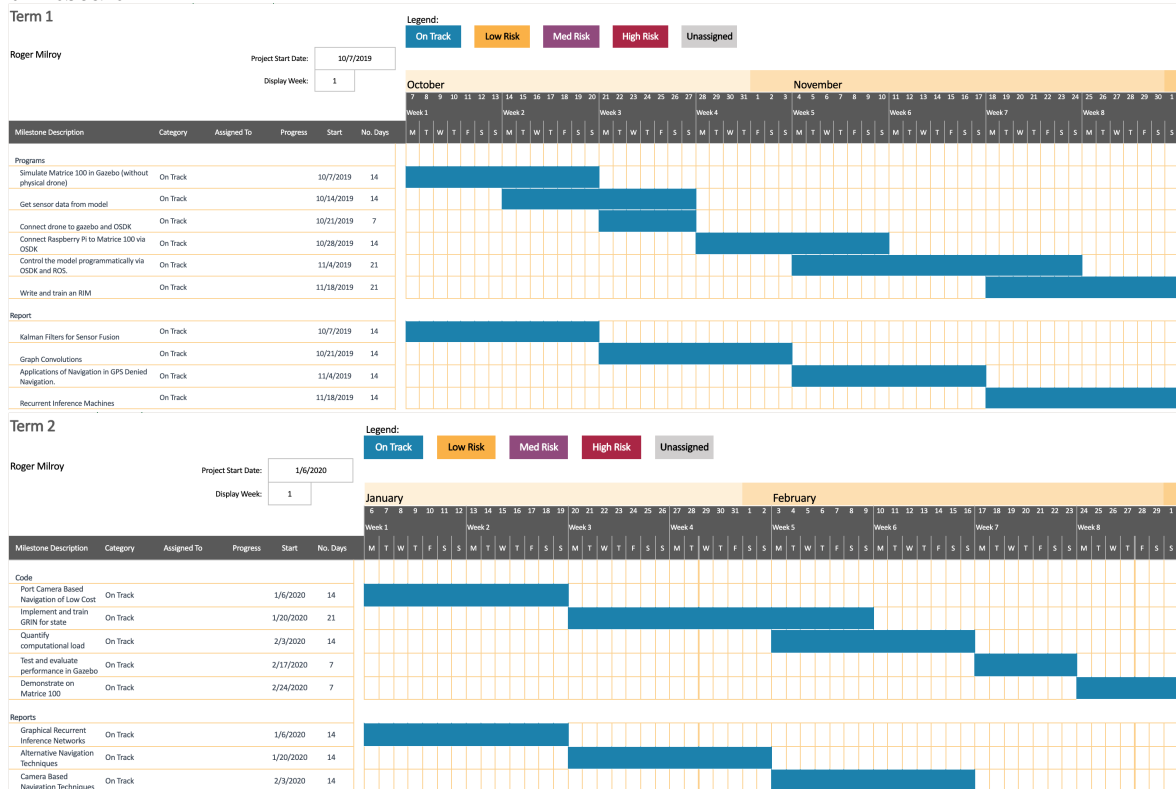 Term 1
Legend:
On Track Low Risk Med Risk High Risk Unassigned
Roger Milroy
Project Start Date: 10/7/2019
Display Week: 1
October November
7 8 9 10 11 12 13 14 15 16 17 18 19 20 21 22 23 24 25 26 27 28 29 30 31 1 2 3 4 5 6 7 8 9 10 11 12 13 14 15 16 17 18 19 20 21 22 23 24 25 26 27 28 29 30 1
Week 1 Week 2 Week 3 Week 4 Week 5 Week 6 Week 7 Week 8
Milestone Description Category Assigned To Progress Start No. Days M T W T F S S M T W T F S S M T W T F S S M T W T F S S M T W T F S S M T W T F S S M T W T F S S M T W T F S S
Programs
Simulate Matrice 100 in Gazebo (without
physical drone) On Track 10/7/2019 14
Get sensor data from model On Track 10/14/2019 14
Connect drone to gazebo and OSDK On Track 10/21/2019 7
Connect Raspberry Pi to Matrice 100 via
OSDK On Track 10/28/2019 14
Control the model programmatically via
OSDK and ROS. On Track 11/4/2019 21
Write and train an RIM On Track 11/18/2019 21
Report
Kalman Filters for Sensor Fusion On Track 10/7/2019 14
Graph Convolutions On Track 10/21/2019 14
Applications of Navigation in GPS Denied
Navigation. On Track 11/4/2019 14
Recurrent Inference Machines On Track 11/18/2019 14
Term 2
Legend:
On Track Low Risk Med Risk High Risk Unassigned
Roger Milroy
Project Start Date: 1/6/2020
Display Week: 1
January February
6 7 8 9 10 11 12 13 14 15 16 17 18 19 20 21 22 23 24 25 26 27 28 29 30 31 1 2 3 4 5 6 7 8 9 10 11 12 13 14 15 16 17 18 19 20 21 22 23 24 25 26 27 28 29 1
Week 1 Week 2 Week 3 Week 4 Week 5 Week 6 Week 7 Week 8
Milestone Description Category Assigned To Progress Start No. Days M T W T F S S M T W T F S S M T W T F S S M T W T F S S M T W T F S S M T W T F S S M T W T F S S M T W T F S S
Code
Port Camera Based
Navigation of Low Cost On Track 1/6/2020 14
Implement and train
GRIN for state On Track 1/20/2020 21
Quantify
computational load On Track 2/3/2020 14
Test and evaluate
performance in Gazebo On Track 2/17/2020 7
Demonstrate on
Matrice 100 On Track 2/24/2020 7
Reports
Graphical Recurrent
Inference Networks On Track 1/6/2020 14
Alternative Navigation
Techniques On Track 1/20/2020 14
Camera Based
Navigation Techniques On Track 2/3/2020 14